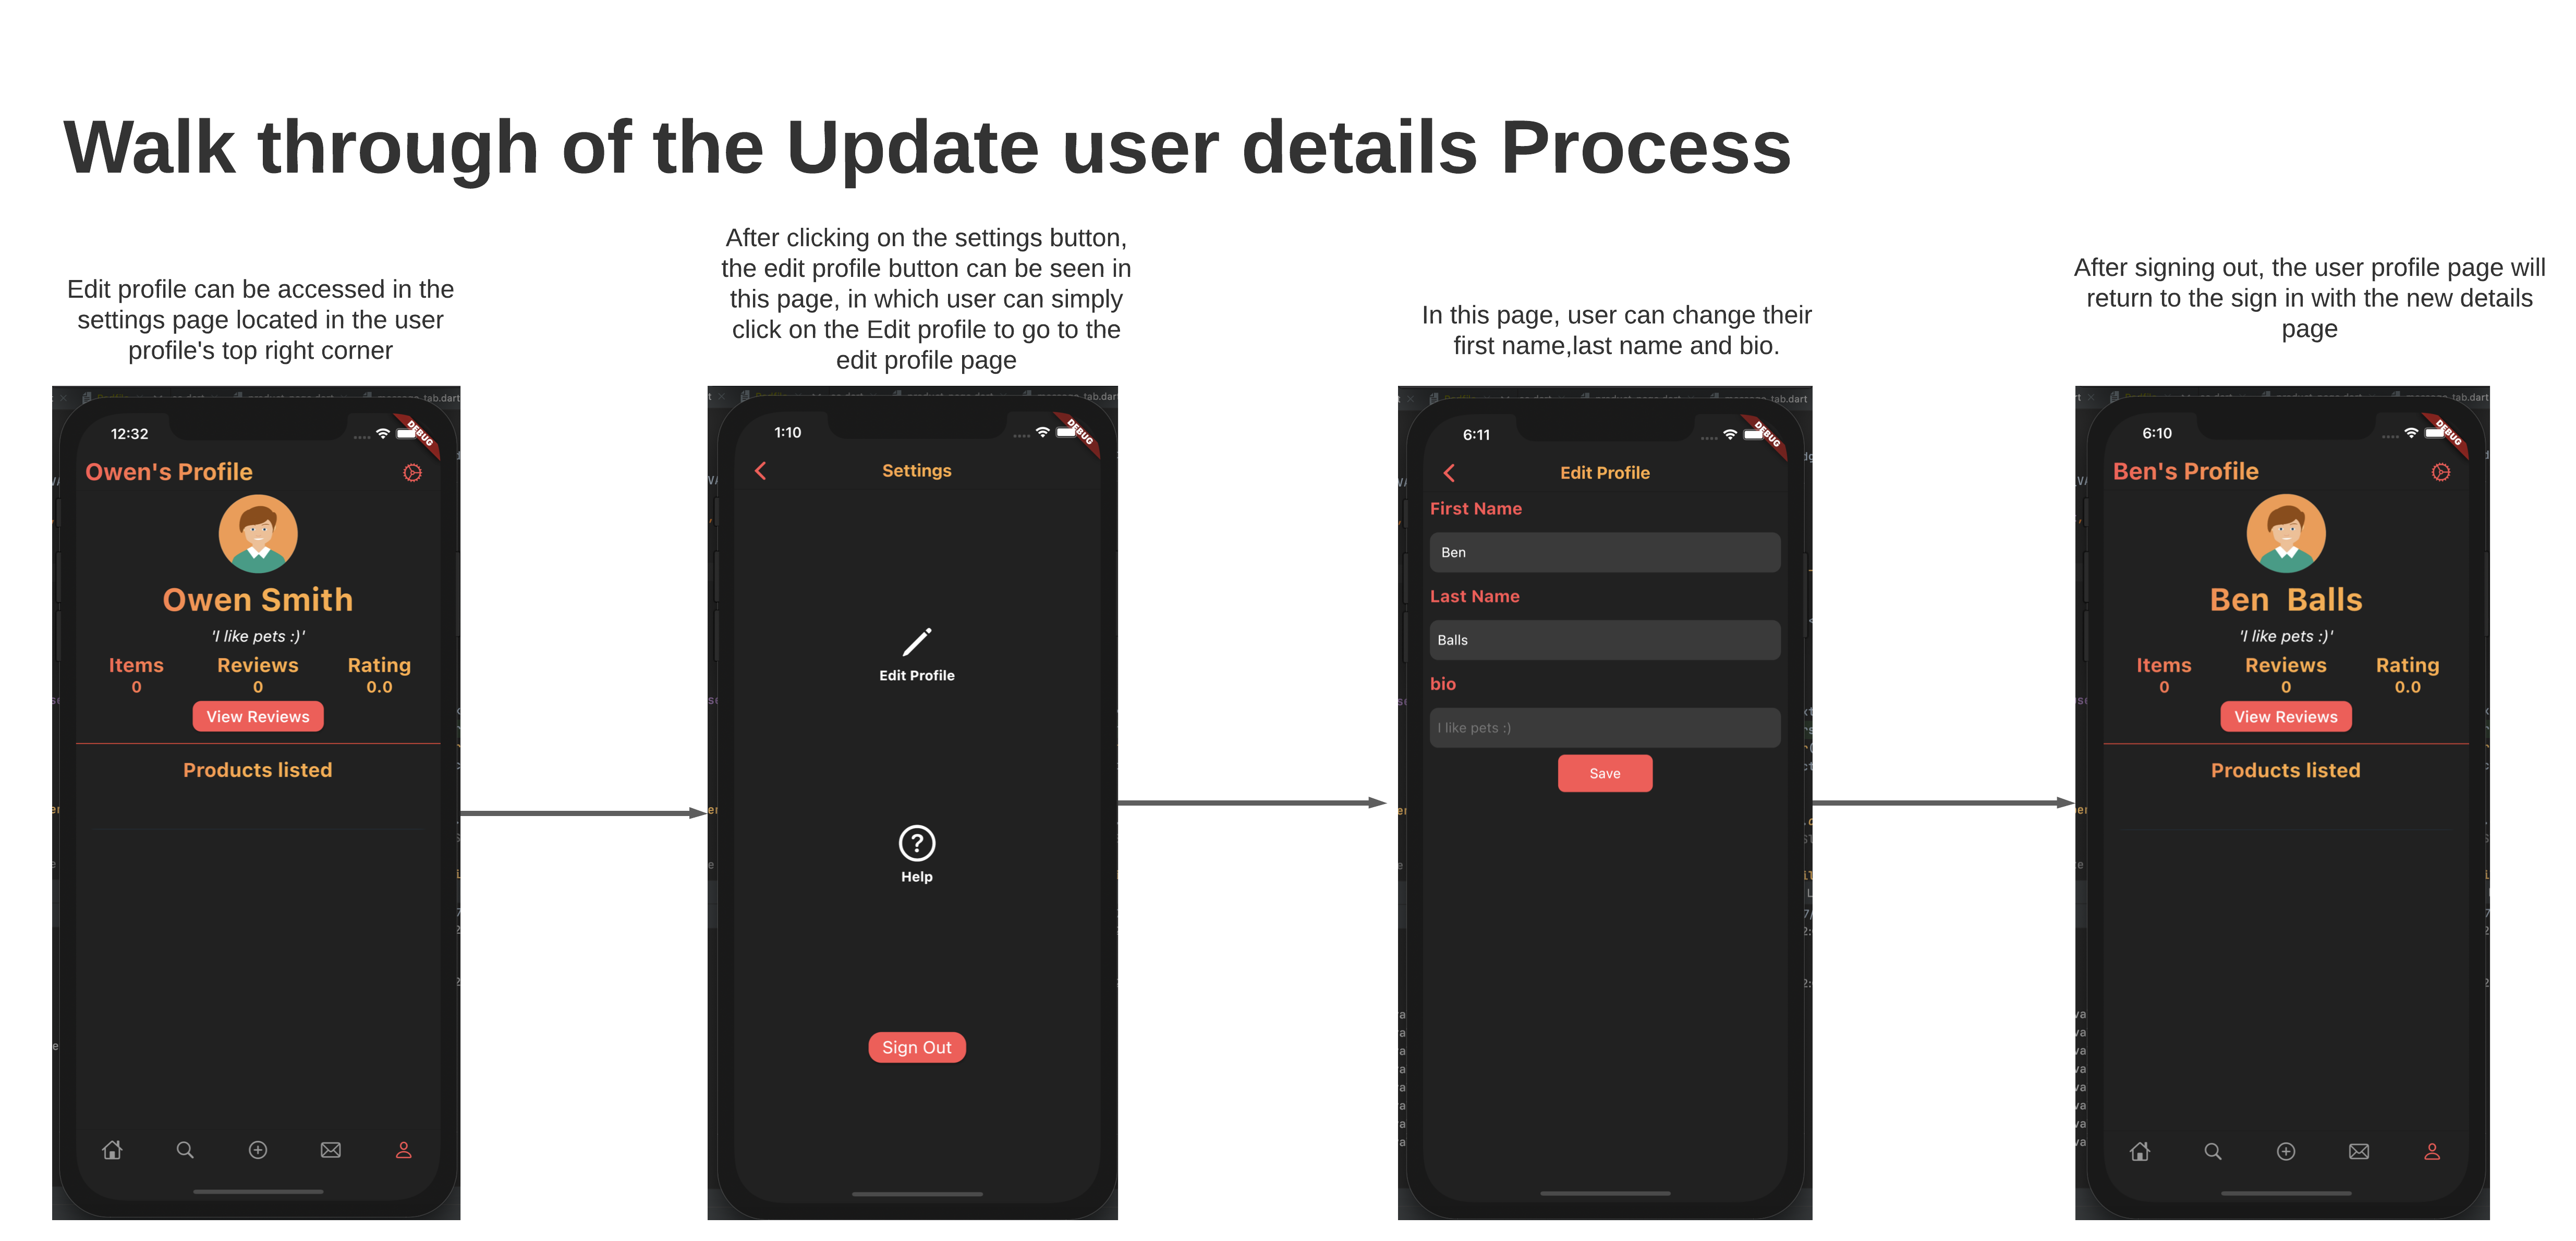 Walk through of the Update user details Process
Edit profile can be accessed in the
settings page located in the user
profile's top right corner
After clicking on the settings button,
the edit profile button can be seen in
this page, in which user can simply
click on the Edit profile to go to the
edit profile page
In this page, user can change their
first name,last name and bio.
After signing out, the user profile page will
return to the sign in with the new details
page
12:32
DEBUG
Owen's Profile
Owen Smith
'I like pets :)'
Items
Reviews
Rating
0
0
0.0
View Reviews
Products listed
1:10
DEBUG
Settings
Edit Profile
Help
Sign Out
6:11
DEBUG
Edit Profile
First Name
Ben
Last Name
Balls
bio
I like pets :)
Save
6:10
DEBUG
Ben's Profile
Ben  Balls
'I like pets :)'
Items
Reviews
Rating
0
0
0.0
View Reviews
Products listed